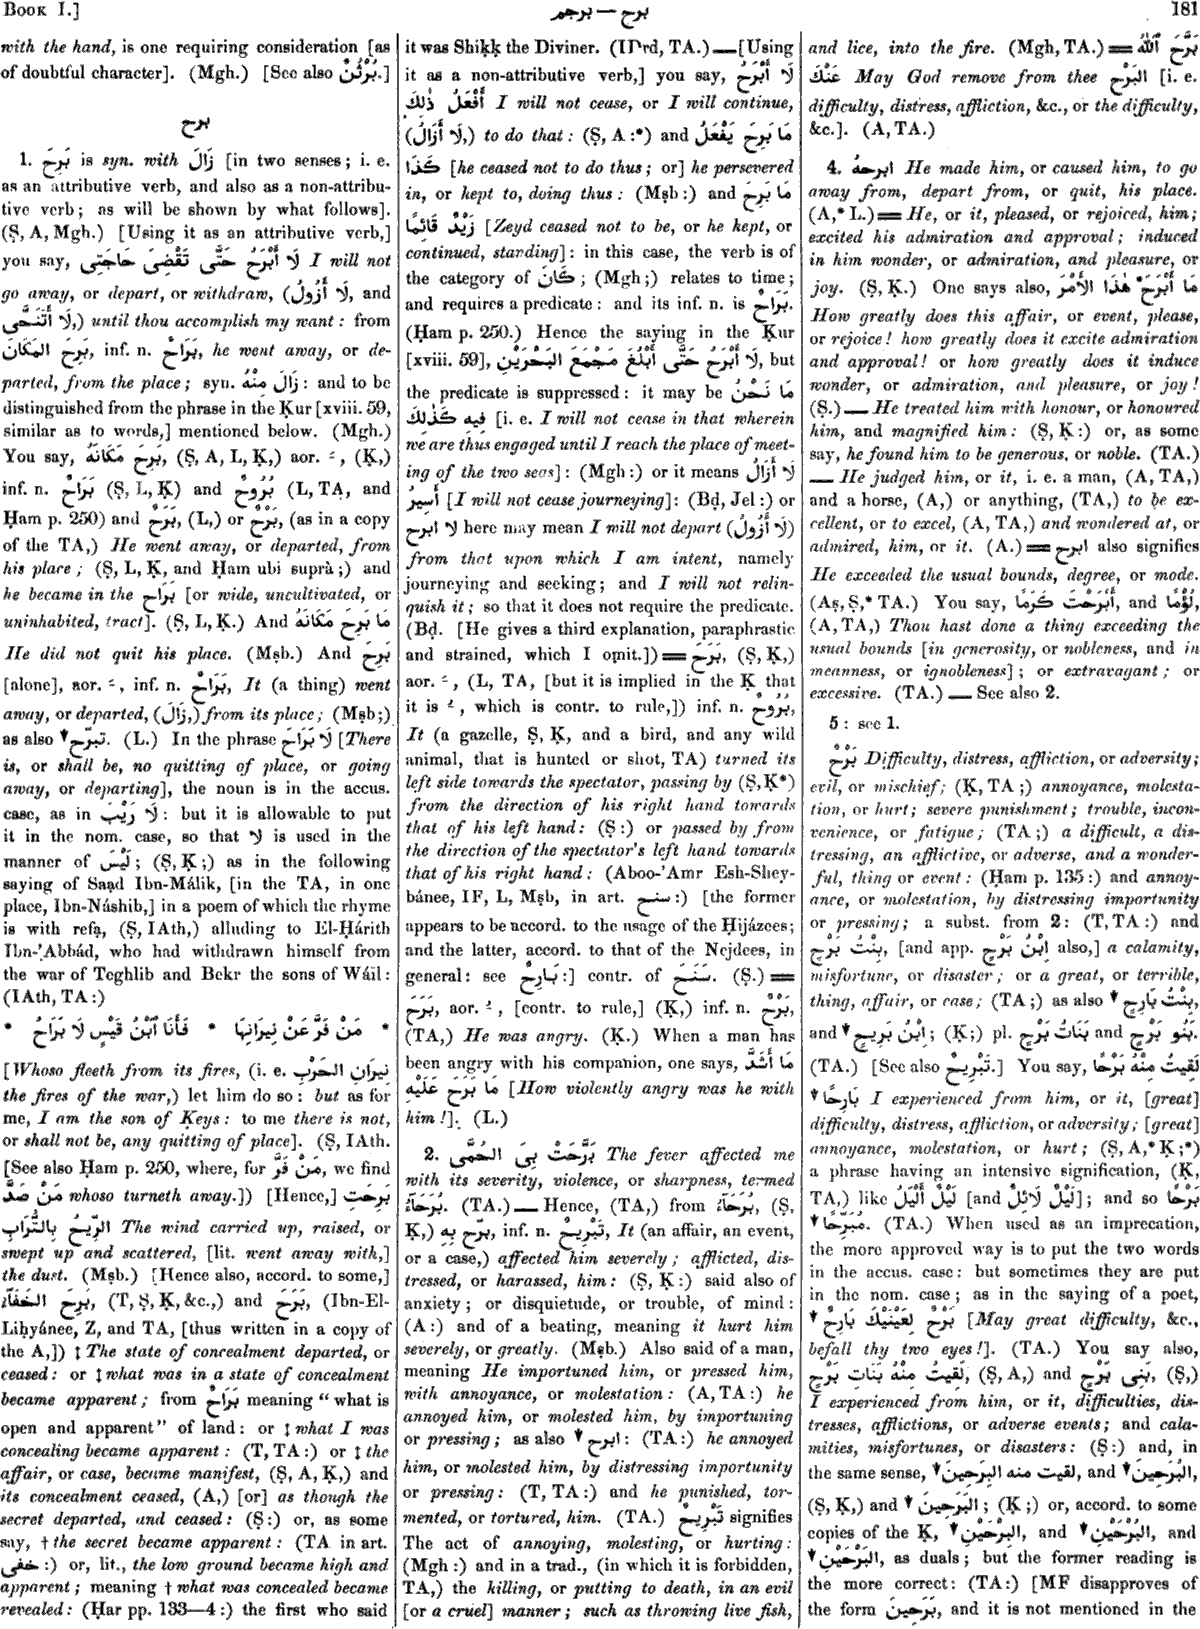 Book I.]
برح — برجم
181
with the hand, is one requiring consideration [as
of doubtful character]. (Mgh.) [See also بُرْثُنٌ.]
برح
1. بَرِحَ is syn. with زَالَ [in two senses; i. e.
as an attributive verb, and also as a non-attribu-
tive verb; as will be shown by what follows].
(Ṣ, A, Mgh.) [Using it as an attributive verb,]
you say, لَا أَبْرَحُ حَتَّى تَقْضِىَ حَاجَتِى I will not
go away, or depart, or withdraw, (لَا أَزُولُ, and
لَا أَتَنَحَّى,) until thou accomplish my want: from
بَرِحَ المَكَانَ, inf. n. بَرَاحٌ, he went away, or de-
parted, from the place; syn. زَالَ مِنْهُ: and to be
distinguished from the phrase in the Ḳur [xviii. 59,
similar as to words,] mentioned below. (Mgh.)
You say, بَرِحَ مَكَانَهُ, (Ṣ, A, L, Ḳ,) aor. ـَ, (Ḳ,)
inf. n. بَرَاحٌ (Ṣ, L, Ḳ) and بُرُوحٌ (L, TA, and
Ḥam p. 250) and بَرَحٌ, (L,) or بَرْحٌ, (as in a copy
of the TA,) He went away, or departed, from
his place; (Ṣ, L, Ḳ, and Ḥam ubi suprà;) and
he became in the بَرَاح [or wide, uncultivated, or
uninhabited, tract]. (Ṣ, L, Ḳ.) And مَا بَرِحَ مَكَانَهُ
He did not quit his place. (Mṣb.) And بَرِحَ
[alone], aor. ـَ, inf. n. بَرَاحٌ, It (a thing) went
away, or departed, (زَالَ,) from its place; (Mṣb;)
as also ▼ تبرّح. (L.) In the phrase لَا بَرَاحَ [There
is, or shall be, no quitting of place, or going
away, or departing], the noun is in the accus.
case, as in لَا رَيْبَ: but it is allowable to put
it in the nom. case, so that لا is used in the
manner of لَيْسَ; (Ṣ, Ḳ;) as in the following
saying of Saạd Ibn-Málik, [in the TA, in one
place, Ibn-Náshib,] in a poem of which the rhyme
is with refạ, (Ṣ, IAth,) alluding to El-Ḥárith
Ibn-'Abbád, who had withdrawn himself from
the war of Teghlib and Bekr the sons of Wáïl:
(IAth, TA:)
* مَنْ فَرَّ عَنْ نِيرَانِهَا * فَأَنَا ٱبْنُ قَيْسٍ لَا بَرَاحُ *
[Whoso fleeth from its fires, (i. e. نِيرَانِ الحَرْبِ
the fires of the war,) let him do so: but as for
me, I am the son of Keys: to me there is not,
or shall not be, any quitting of place]. (Ṣ, IAth.
[See also Ḥam p. 250, where, for مَنْ فَرَّ, we find
مَنْ صَدَّ whoso turneth away.]) [Hence,] بَرِحَتِ
الرِّيحُ بِالتُّرَابِ The wind carried up, raised, or
swept up and scattered, [lit. went away with,]
the dust. (Mṣb.) [Hence also, accord. to some,]
بَرِحَ الخَفَآءُ, (T, Ṣ, Ḳ, &c.,) and بَرَحَ, (Ibn-El-
Liḥyánee, Z, and TA, [thus written in a copy of
the A,]) ‡ The state of concealment departed, or
ceased: or ‡ what was in a state of concealment
became apparent; from بَرَاحٌ meaning "what is
open and apparent" of land: or ‡ what I was
concealing became apparent: (T, TA:) or ‡ the
affair, or case, became manifest, (Ṣ, A, Ḳ,) and
its concealment ceased, (A,) [or] as though the
secret departed, and ceased: (Ṣ:) or, as some
say, † the secret became apparent: (TA in art.
خفى:) or, lit., the low ground became high and
apparent; meaning † what was concealed became
revealed: (Ḥar pp. 133—4:) the first who said
it was Shiḳḳ the Diviner. (IDrd, TA.) — [Using
it as a non-attributive verb,] you say, لَا أَبْرَحُ
أَفْعَلُ ذٰلِكَ I will not cease, or I will continue,
(لَا أَزَالُ,) to do that: (Ṣ, A:*) and مَا بَرِحَ يَفْعَلُ
كَذَا [he ceased not to do thus; or] he persevered
in, or kept to, doing thus: (Mṣb:) and مَا بَرِحَ
زَيْدٌ قَائِمًا [Zeyd ceased not to be, or he kept, or
continued, standing]: in this case, the verb is of
the category of كَانَ; (Mgh;) relates to time;
and requires a predicate: and its inf. n. is بَرَاحٌ.
(Ḥam p. 250.) Hence the saying in the Ḳur
[xviii. 59], لَا أَبْرَحُ حَتَّى أَبْلُغَ مَجْمَعَ البَحْرَيْنِ, but
the predicate is suppressed: it may be مَا نَحْنُ
فِيهِ كَذٰلِكَ [i. e. I will not cease in that wherein
we are thus engaged until I reach the place of meet-
ing of the two seas]: (Mgh:) or it means لَا أَزَالُ
أَسِيرُ [I will not cease journeying]: (Bḍ, Jel:) or
لا ابرح here may mean I will not depart (لَا أَزُولُ)
from that upon which I am intent, namely
journeying and seeking; and I will not relin-
quish it; so that it does not require the predicate.
(Bḍ. [He gives a third explanation, paraphrastic
and strained, which I omit.]) == بَرَحَ, (Ṣ, Ḳ,)
aor. ـَ, (L, TA, [but it is implied in the Ḳ that
it is ـُ, which is contr. to rule,]) inf. n. بُرُوحٌ,
It (a gazelle, Ṣ, Ḳ, and a bird, and any wild
animal, that is hunted or shot, TA) turned its
left side towards the spectator, passing by (Ṣ, Ḳ*)
from the direction of his right hand towards
that of his left hand: (Ṣ:) or passed by from
the direction of the spectator's left hand towards
that of his right hand: (Aboo-'Amr Esh-Shey-
bánee, IF, L, Mṣb, in art. سنح:) [the former
appears to be accord. to the usage of the Ḥijázees;
and the latter, accord. to that of the Nejdees, in
general: see بَارِحٌ:] contr. of سَنَحَ. (Ṣ.) ==
بَرَحَ, aor. ـُ, [contr. to rule,] (Ḳ,) inf. n. بَرْحٌ,
(TA,) He was angry. (Ḳ.) When a man has
been angry with his companion, one says, مَا أَشَدَّ
مَا بَرَحَ عَلَيْهِ [How violently angry was he with
him!]. (L.)
2. بَرَّحَتْ بِىَ الحُمَّى The fever affected me
with its severity, violence, or sharpness, termed
بُرَحَآء. (TA.) — Hence, (TA,) from بُرَحَآءُ, (Ṣ,
Ḳ,) برّح بِهِ, inf. n. تَبْرِيحٌ, It (an affair, an event,
or a case,) affected him severely; afflicted, dis-
tressed, or harassed, him: (Ṣ, Ḳ:) said also of
anxiety; or disquietude, or trouble, of mind:
(A:) and of a beating, meaning it hurt him
severely, or greatly. (Mṣb.) Also said of a man,
meaning He importuned him, or pressed him,
with annoyance, or molestation: (A, TA:) he
annoyed him, or molested him, by importuning
or pressing; as also ▼ ابرح: (TA:) he annoyed
him, or molested him, by distressing importunity
or pressing: (T, TA:) and he punished, tor-
mented, or tortured, him. (TA.) تَبْرِيحٌ signifies
The act of annoying, molesting, or hurting:
(Mgh:) and in a trad., (in which it is forbidden,
TA,) the killing, or putting to death, in an evil
[or a cruel] manner; such as throwing live fish,
and lice, into the fire. (Mgh, TA.) == بَرَّحَ ٱللّٰهُ
عَنْكَ البَرْحَ May God remove from thee البَرْح [i. e.
difficulty, distress, affliction, &c., or the difficulty,
&c.]. (A, TA.)
4. ابرحهُ He made him, or caused him, to go
away from, depart from, or quit, his place.
(A,* L.) == He, or it, pleased, or rejoiced, him;
excited his admiration and approval; induced
in him wonder, or admiration, and pleasure, or
joy. (Ṣ, Ḳ.) One says also, مَا أَبْرَحَ هٰذَا الأَمْرَ
How greatly does this affair, or event, please,
or rejoice! how greatly does it excite admiration
and approval! or how greatly does it induce
wonder, or admiration, and pleasure, or joy!
(Ṣ.) — He treated him with honour, or honoured
him, and magnified him: (Ṣ, Ḳ:) or, as some
say, he found him to be generous, or noble. (TA.)
— He judged him, or it, i. e. a man, (A, TA,)
and a horse, (A,) or anything, (TA,) to be ex-
cellent, or to excel, (A, TA,) and wondered at, or
admired, him, or it. (A.) == ابرح also signifies
He exceeded the usual bounds, degree, or mode.
(Aṣ, Ṣ,* TA.) You say, أَبْرَحْتَ كَرَمًا, and لُؤْمًا,
(A, TA,) Thou hast done a thing exceeding the
usual bounds [in generosity, or nobleness, and in
meanness, or ignobleness]; or extravagant; or
excessive. (TA.) — See also 2.
5: see 1.
بَرْحٌ Difficulty, distress, affliction, or adversity;
evil, or mischief; (Ḳ, TA;) annoyance, molesta-
tion, or hurt; severe punishment; trouble, incon-
venience, or fatigue; (TA;) a difficult, a dis-
tressing, an afflictive, or adverse, and a wonder-
ful, thing or event: (Ḥam p. 135:) and annoy-
ance, or molestation, by distressing importunity
or pressing; a subst. from 2: (T, TA:) and
بِنْتُ بَرْحٍ, [and app. اِبْنُ بَرْحٍ also,] a calamity,
misfortune, or disaster; or a great, or terrible,
thing, affair, or case; (TA;) as also ▼ بِنْتُ بَارِحٍ,
and ▼ اِبْنُ بَرِيحٍ; (Ḳ;) pl. بَنَاتُ بَرْحٍ and بَنُو بَرْحٍ.
(TA.) [See also تَبْرِيحٌ.] You say, لَقِيتُ مِنْهُ بَرْحًا
▼ بَارِحًا I experienced from him, or it, [great]
difficulty, distress, affliction, or adversity; [great]
annoyance, molestation, or hurt; (Ṣ, A,* Ḳ;*)
a phrase having an intensive signification, (Ḳ,
TA,) like لَيْلٌ أَلْيَلُ [and لَيْلٌ لَائِلٌ]; and so بَرْحًا
▼ مُبَرِّحًا. (TA.) When used as an imprecation,
the more approved way is to put the two words
in the accus. case: but sometimes they are put
in the nom. case; as in the saying of a poet,
▼ بَرْحٌ لِعَيْنَيْكَ بَارِحُ [May great difficulty, &c.,
befall thy two eyes!]. (TA.) You say also,
لَقِيتُ مِنْهُ بَنَاتِ بَرْحٍ, (Ṣ, A,) and بَنِى بَرْحٍ, (Ṣ,)
I experienced from him, or it, difficulties, dis-
tresses, afflictions, or adverse events; and cala-
mities, misfortunes, or disasters: (Ṣ:) and, in
the same sense, ▼ لقيت منه البِرَحِينَ, and ▼ البُرَحِينَ,
(Ṣ, Ḳ,) and ▼ البَرَحِينَ; (Ḳ;) or, accord. to some
copies of the Ḳ, ▼ البِرْحَيْنِ, and ▼ البُرْحَيْنِ, and
▼ البَرْحَيْنِ, as duals; but the former reading is
the more correct: (TA:) [MF disapproves of
the form بَرَحِينَ, and it is not mentioned in the